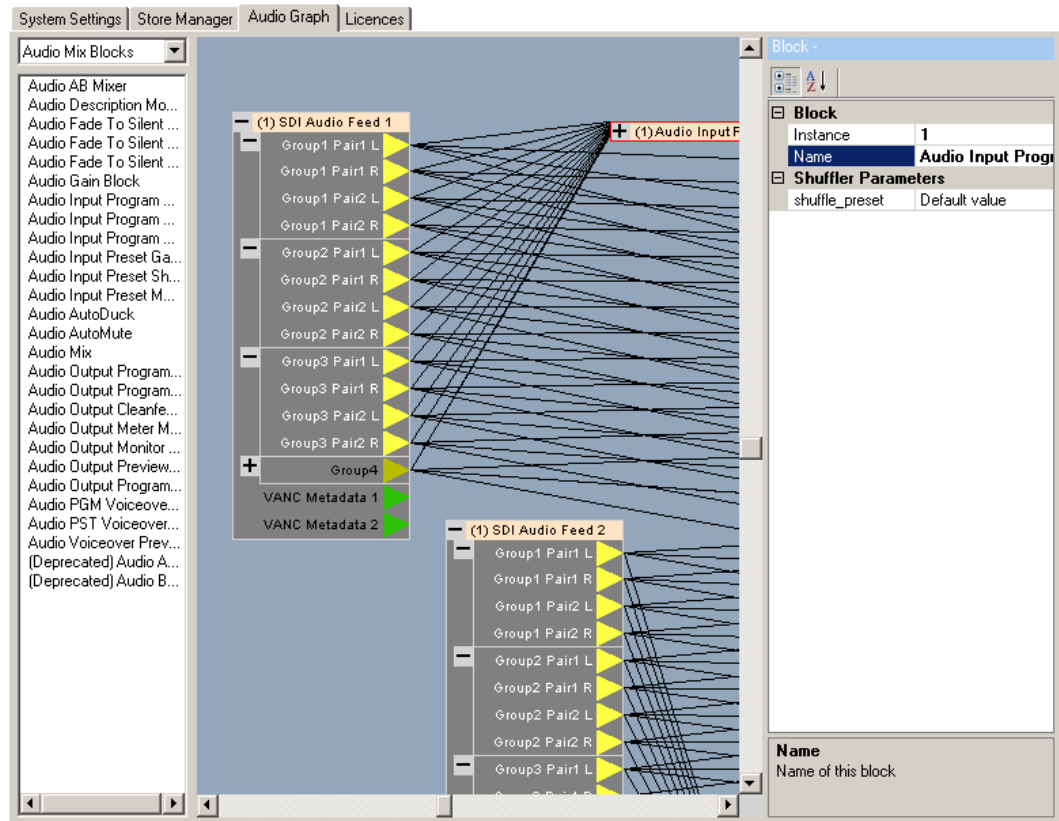 System Settings Store Manager Audio Graph Licences
Audio Mix Blocks
Audio AB Mixer
Audio Description Mo...
Audio Fade To Silent ...
Audio Fade To Silent ...
Audio Fade To Silent ...
Audio Gain Block
Audio Input Program ...
Audio Input Program ...
Audio Input Program ...
Audio Input Preset Ga...
Audio Input Preset Sh...
Audio Input Preset M...
Audio AutoDuck
Audio AutoMute
Audio Mix
Audio Output Program...
Audio Output Program...
Audio Output Cleanfe...
Audio Output Meter M...
Audio Output Monitor ...
Audio Output Preview...
Audio Output Program...
Audio PGM Voiceove...
Audio PST Voiceover...
Audio Voiceover Prev...
(Deprecated) Audio A...
(Deprecated) Audio B...
(1) SDI Audio Feed 1
Group1 Pair1 L
Group1 Pair1 R
Group1 Pair2 L
Group1 Pair2 R
Group2 Pair1 L
Group2 Pair1 R
Group2 Pair2 L
Group2 Pair2 R
Group3 Pair1 L
Group3 Pair1 R
Group3 Pair2 L
Group3 Pair2 R
Group4
VANC Metadata 1
VANC Metadata 2
(1) Audio Input P
(1) SDI Audio Feed 2
Group1 Pair1 L
Group1 Pair1 R
Group1 Pair2 L
Group1 Pair2 R
Group2 Pair1 L
Group2 Pair1 R
Group2 Pair2 L
Group2 Pair2 R
Group3 Pair1 L
Block -
Block
Instance 1
Name Audio Input Progr
Shuffler Parameters
shuffle_preset Default value
Name
Name of this block